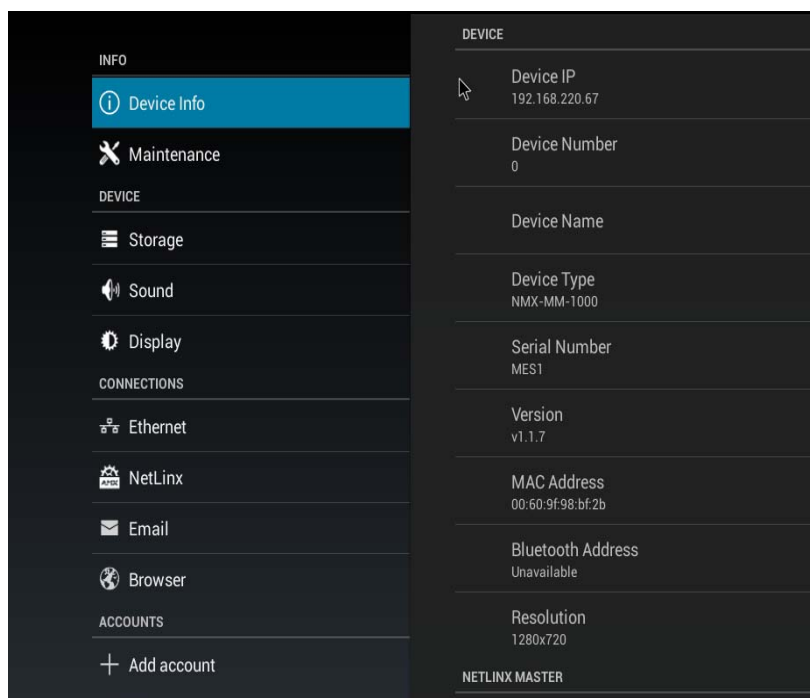 INFO
Device Info
Maintenance
DEVICE
Storage
Sound
Display
CONNECTIONS
Ethernet
AMX
NetLinx
Email
Browser
ACCOUNTS
Add account
DEVICE
Device IP
192.168.220.67
Device Number
0
Device Name
Device Type
NMX-MM-1000
Serial Number
MES1
Version
v1.1.7
MAC Address
00:60:9f:98:bf:2b
Bluetooth Address
Unavailable
Resolution
1280x720
NETLINX MASTER